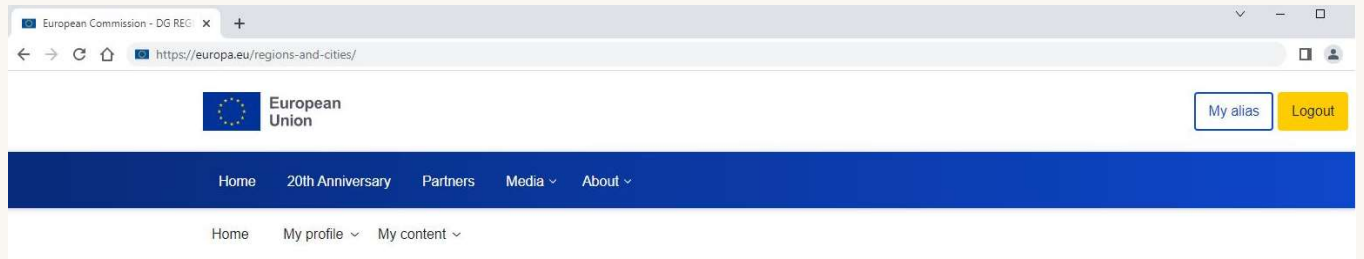 European Commission - DG REG
https://europa.eu/regions-and-cities/
European
Union
My alias Logout
Home 20th Anniversary Partners Media About
Home My profile My content